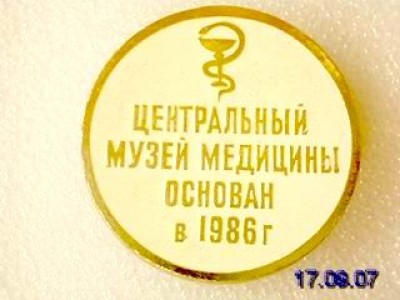 ЦЕНТРАЛЬНЫЙ
МУЗЕЙ МЕДИЦИНЫ
ОСНОВАН
в 1986 г
17.09.07